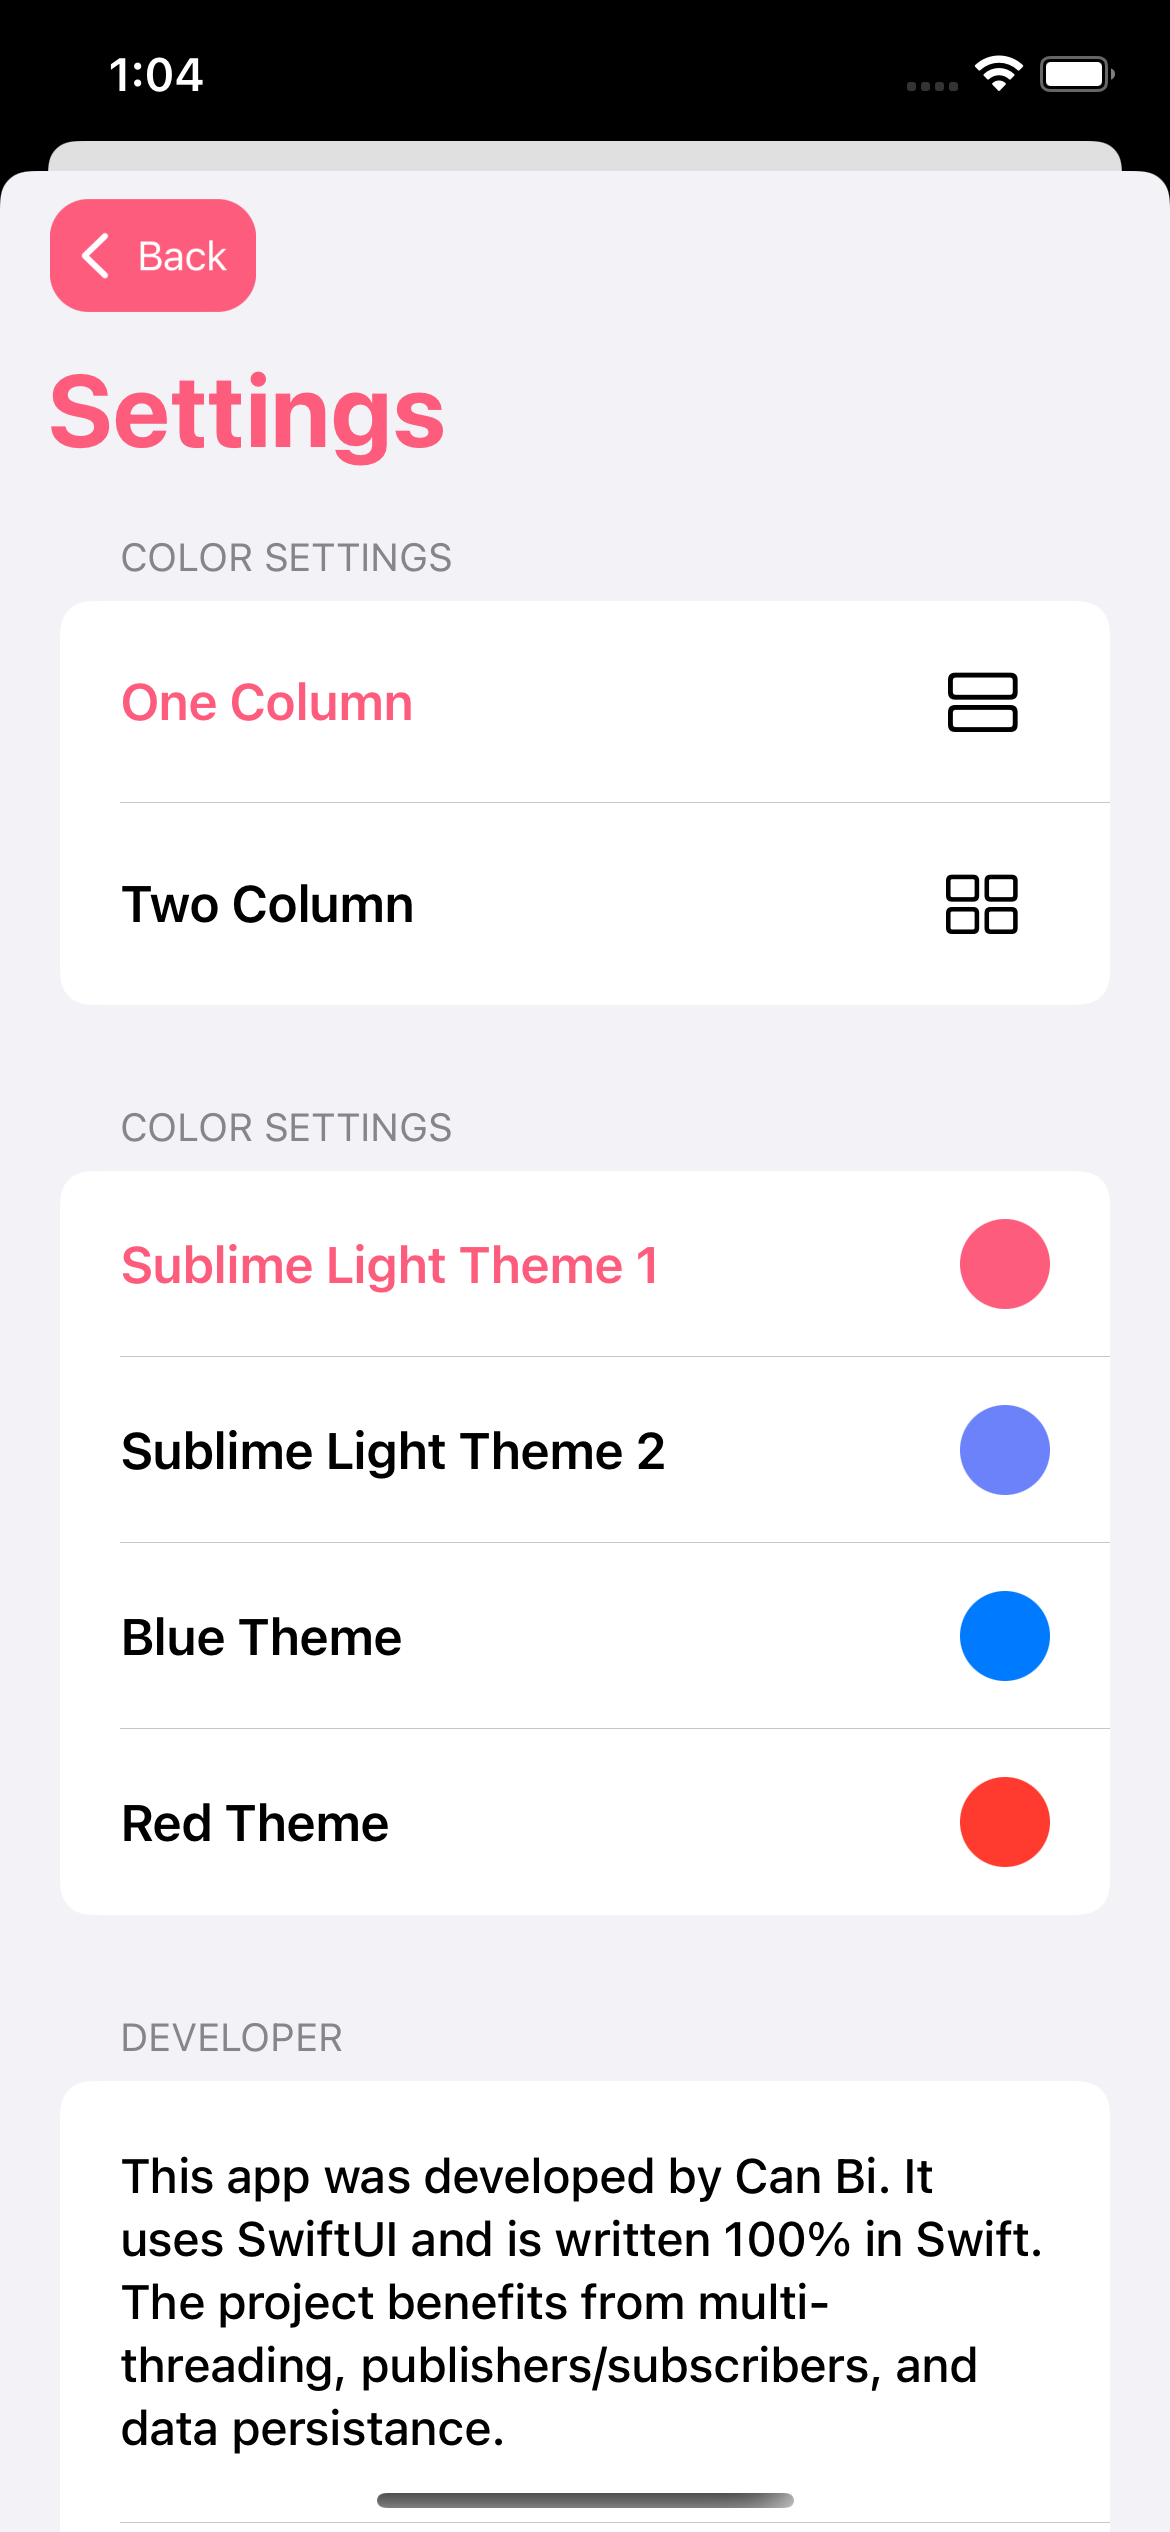 1:04
Back
Settings
COLOR SETTINGS
One Column
Two Column
COLOR SETTINGS
Sublime Light Theme 1
Sublime Light Theme 2
Blue Theme
Red Theme
DEVELOPER
This app was developed by Can Bi. It
uses SwiftUI and is written 100% in Swift.
The project benefits from multi-
threading, publishers/subscribers, and
data persistance.